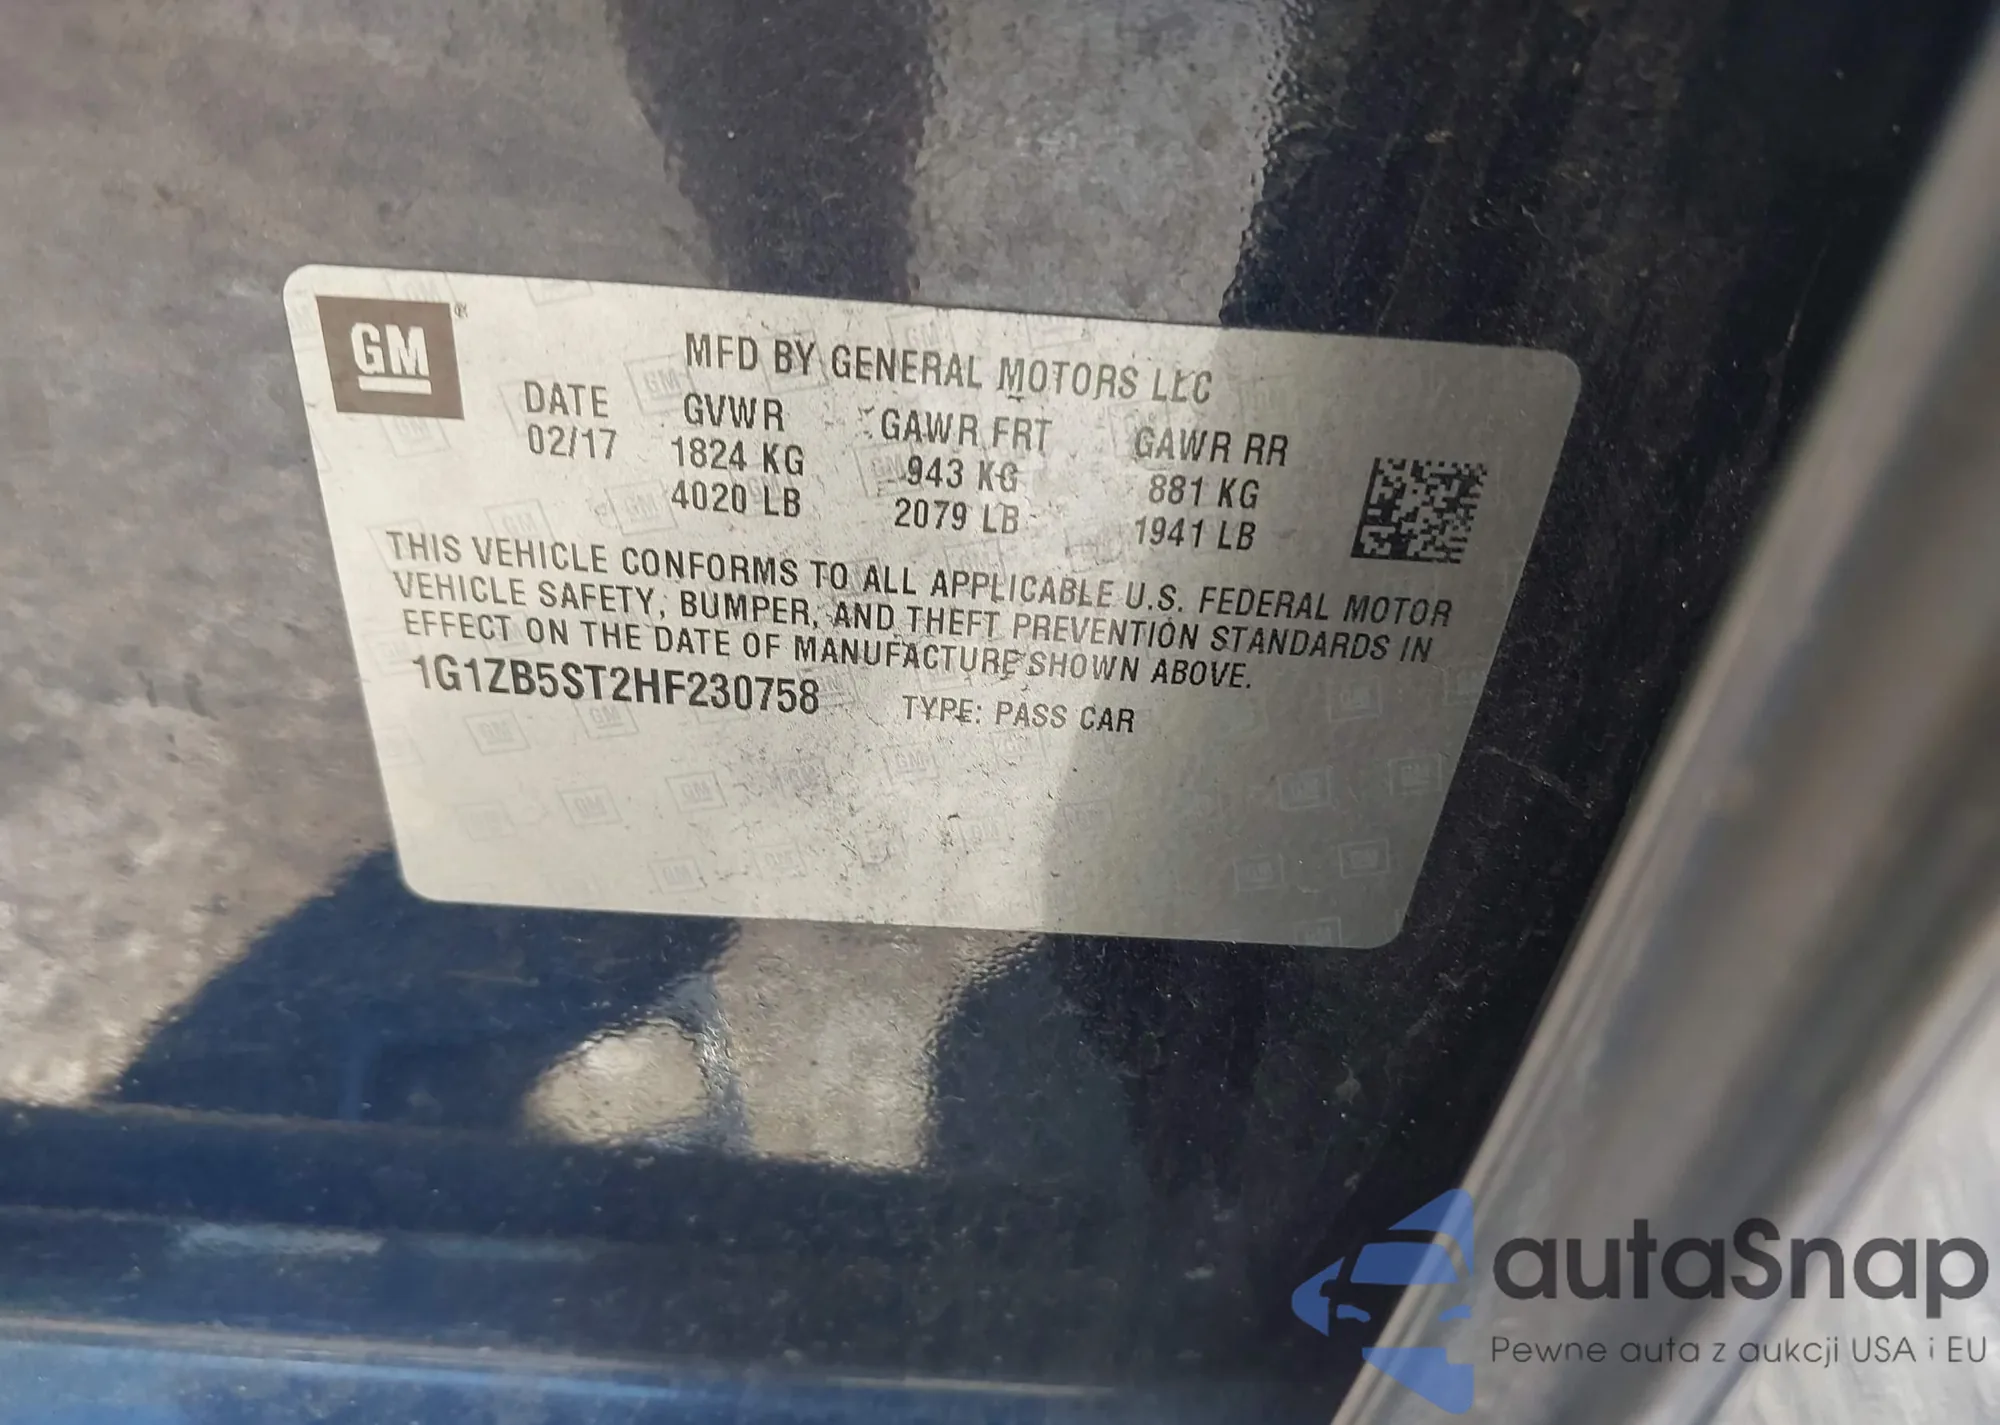 GM
MFD BY GENERAL MOTORS LLC
DATE GVWR GAWR FRT GAWR RR
02/17 1824 KG 943 KG 881 KG
4020 LB 2079 LB 1941 LB
THIS VEHICLE CONFORMS TO ALL APPLICABLE U.S. FEDERAL MOTOR
VEHICLE SAFETY, BUMPER, AND THEFT PREVENTION STANDARDS IN
EFFECT ON THE DATE OF MANUFACTURE SHOWN ABOVE.
1G1ZB5ST2HF230758 TYPE: PASS CAR
autaSnap
Pewne auta z aukcji USA i EU